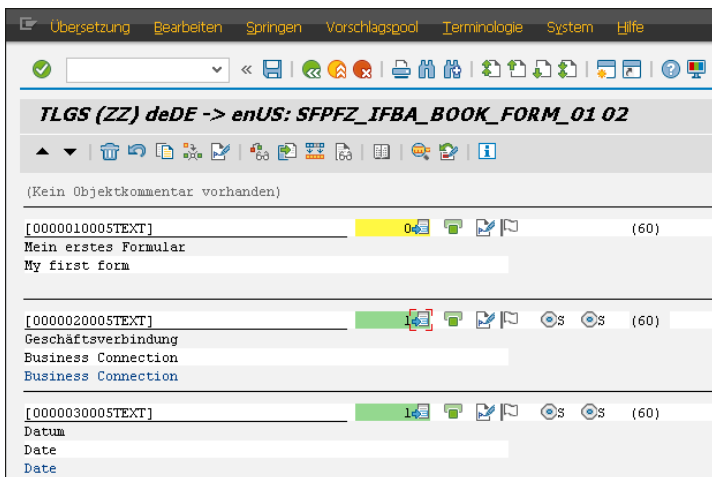 Übersetzung Bearbeiten Springen Vorschlagspool Terminologie System Hilfe
TLGS (ZZ) deDE -> enUS: SFPFZ_IFBA_BOOK_FORM_01 02
(Kein Objektkommentar vorhanden)
[0000010005TEXT] 0 (60)
Mein erstes Formular
My first form
[0000020005TEXT] 1 S S (60)
Geschäftsverbindung
Business Connection
Business Connection
[0000030005TEXT] 1 S S (60)
Datum
Date
Date